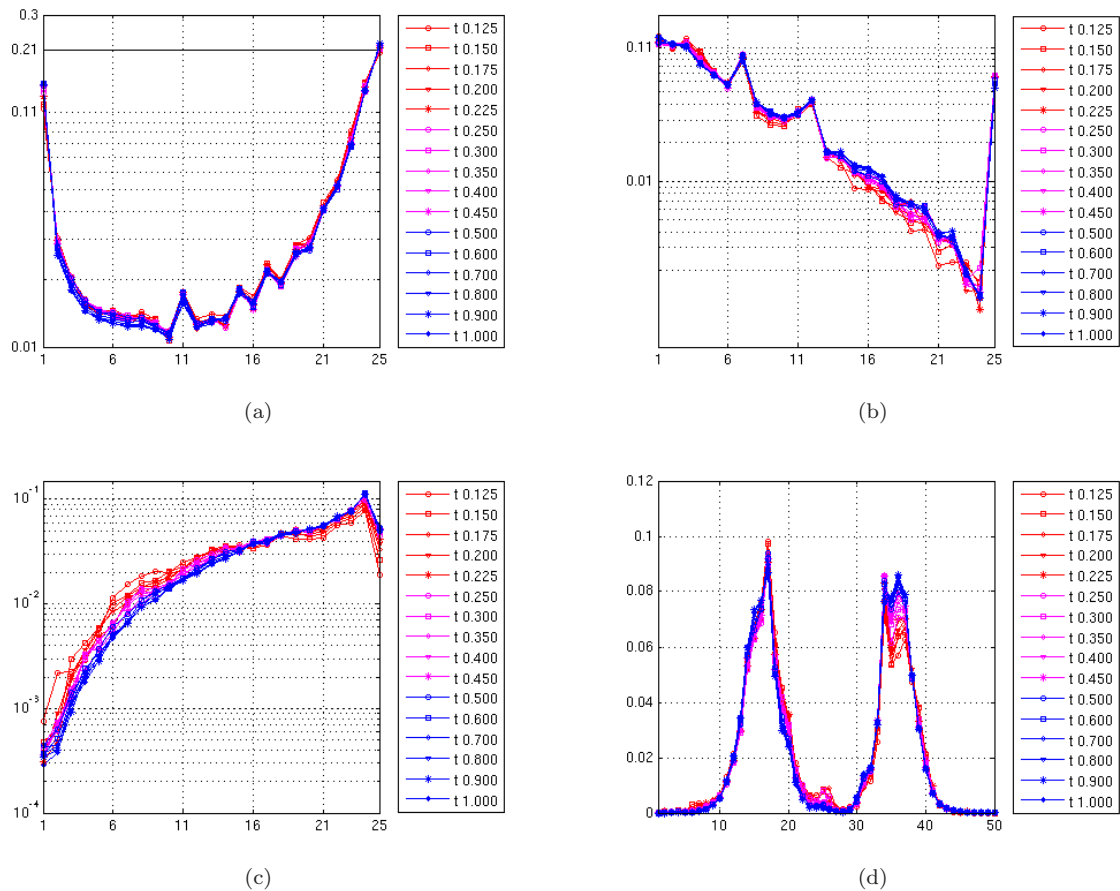 0.3
0.21
0.11
0.01
1 6 11 16 21 25
t 0.125
t 0.150
t 0.175
t 0.200
t 0.225
t 0.250
t 0.300
t 0.350
t 0.400
t 0.450
t 0.500
t 0.600
t 0.700
t 0.800
t 0.900
t 1.000
(a)
0.11
0.01
1 6 11 16 21 25
t 0.125
t 0.150
t 0.175
t 0.200
t 0.225
t 0.250
t 0.300
t 0.350
t 0.400
t 0.450
t 0.500
t 0.600
t 0.700
t 0.800
t 0.900
t 1.000
(b)
10⁻¹
10⁻²
10⁻³
10⁻⁴
1 6 11 16 21 25
t 0.125
t 0.150
t 0.175
t 0.200
t 0.225
t 0.250
t 0.300
t 0.350
t 0.400
t 0.450
t 0.500
t 0.600
t 0.700
t 0.800
t 0.900
t 1.000
(c)
0.12
0.1
0.08
0.06
0.04
0.02
0
10 20 30 40 50
t 0.125
t 0.150
t 0.175
t 0.200
t 0.225
t 0.250
t 0.300
t 0.350
t 0.400
t 0.450
t 0.500
t 0.600
t 0.700
t 0.800
t 0.900
t 1.000
(d)